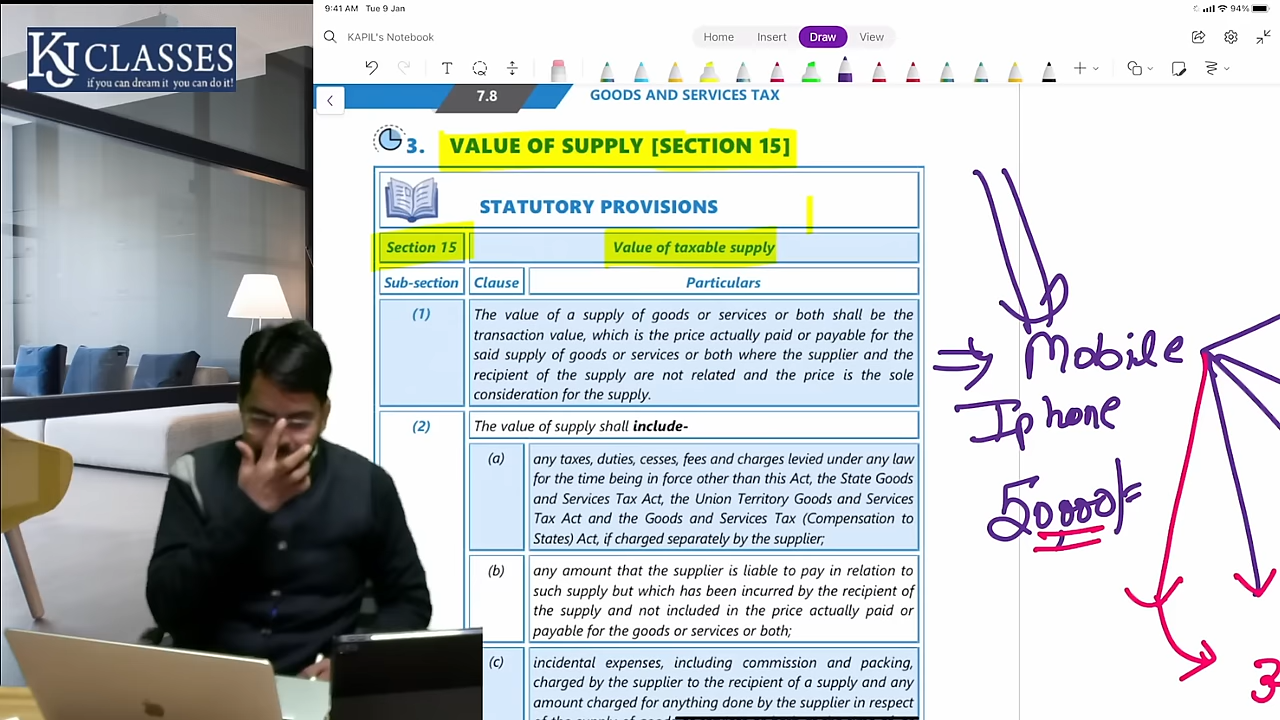 9:41 AM Tue 9 Jan
94%
KAPIL's Notebook
Home Insert Draw View
KJ CLASSES
if you can dream it you can do it!
7.8 GOODS AND SERVICES TAX
3. VALUE OF SUPPLY [SECTION 15]
STATUTORY PROVISIONS
Section 15 Value of taxable supply
Sub-section Clause Particulars
(1) The value of a supply of goods or services or both shall be the
transaction value, which is the price actually paid or payable for the
said supply of goods or services or both where the supplier and the
recipient of the supply are not related and the price is the sole
consideration for the supply.
(2) The value of supply shall include-
(a) any taxes, duties, cesses, fees and charges levied under any law
for the time being in force other than this Act, the State Goods
and Services Tax Act, the Union Territory Goods and Services
Tax Act and the Goods and Services Tax (Compensation to
States) Act, if charged separately by the supplier;
(b) any amount that the supplier is liable to pay in relation to
such supply but which has been incurred by the recipient of
the supply and not included in the price actually paid or
payable for the goods or services or both;
(c) incidental expenses, including commission and packing,
charged by the supplier to the recipient of a supply and any
amount charged for anything done by the supplier in respect
Mobile
Iphone
50,000/=